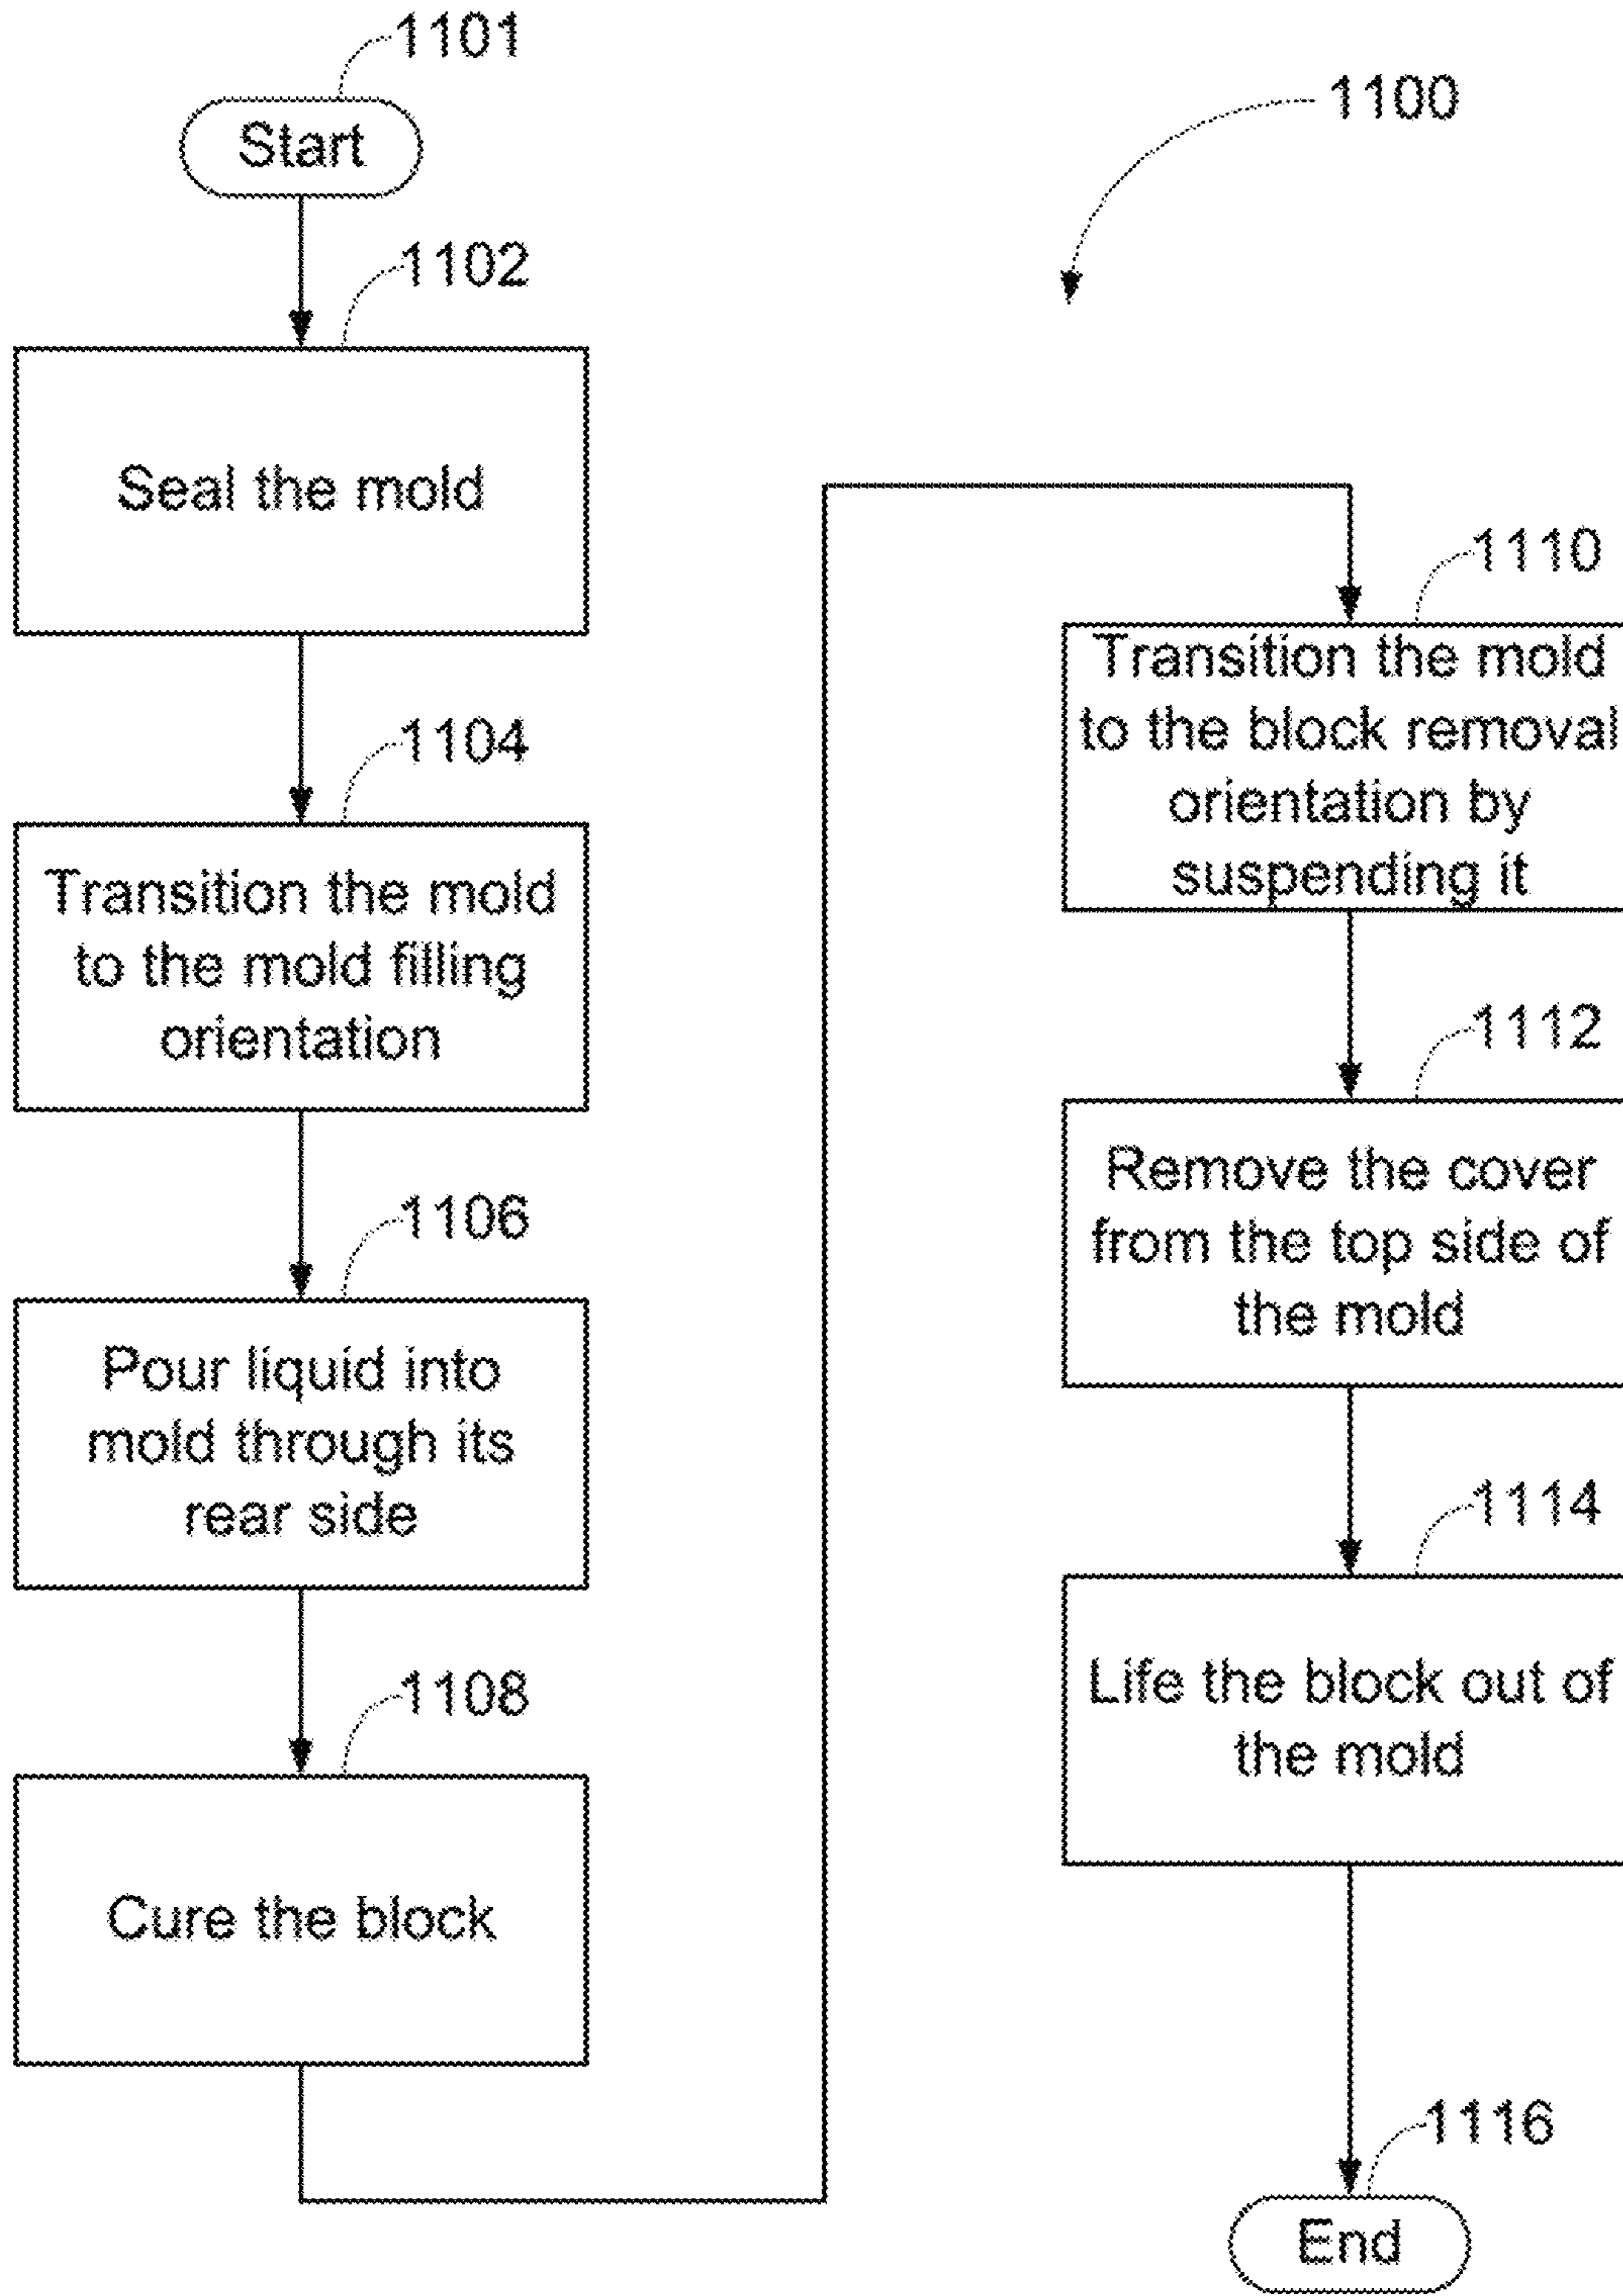 1101
Start
1100
1102
Seal the mold
1104
Transition the mold
to the mold filling
orientation
1106
Pour liquid into
mold through its
rear side
1108
Cure the block
1110
Transition the mold
to the block removal
orientation by
suspending it
1112
Remove the cover
from the top side of
the mold
1114
Life the block out of
the mold
1116
End